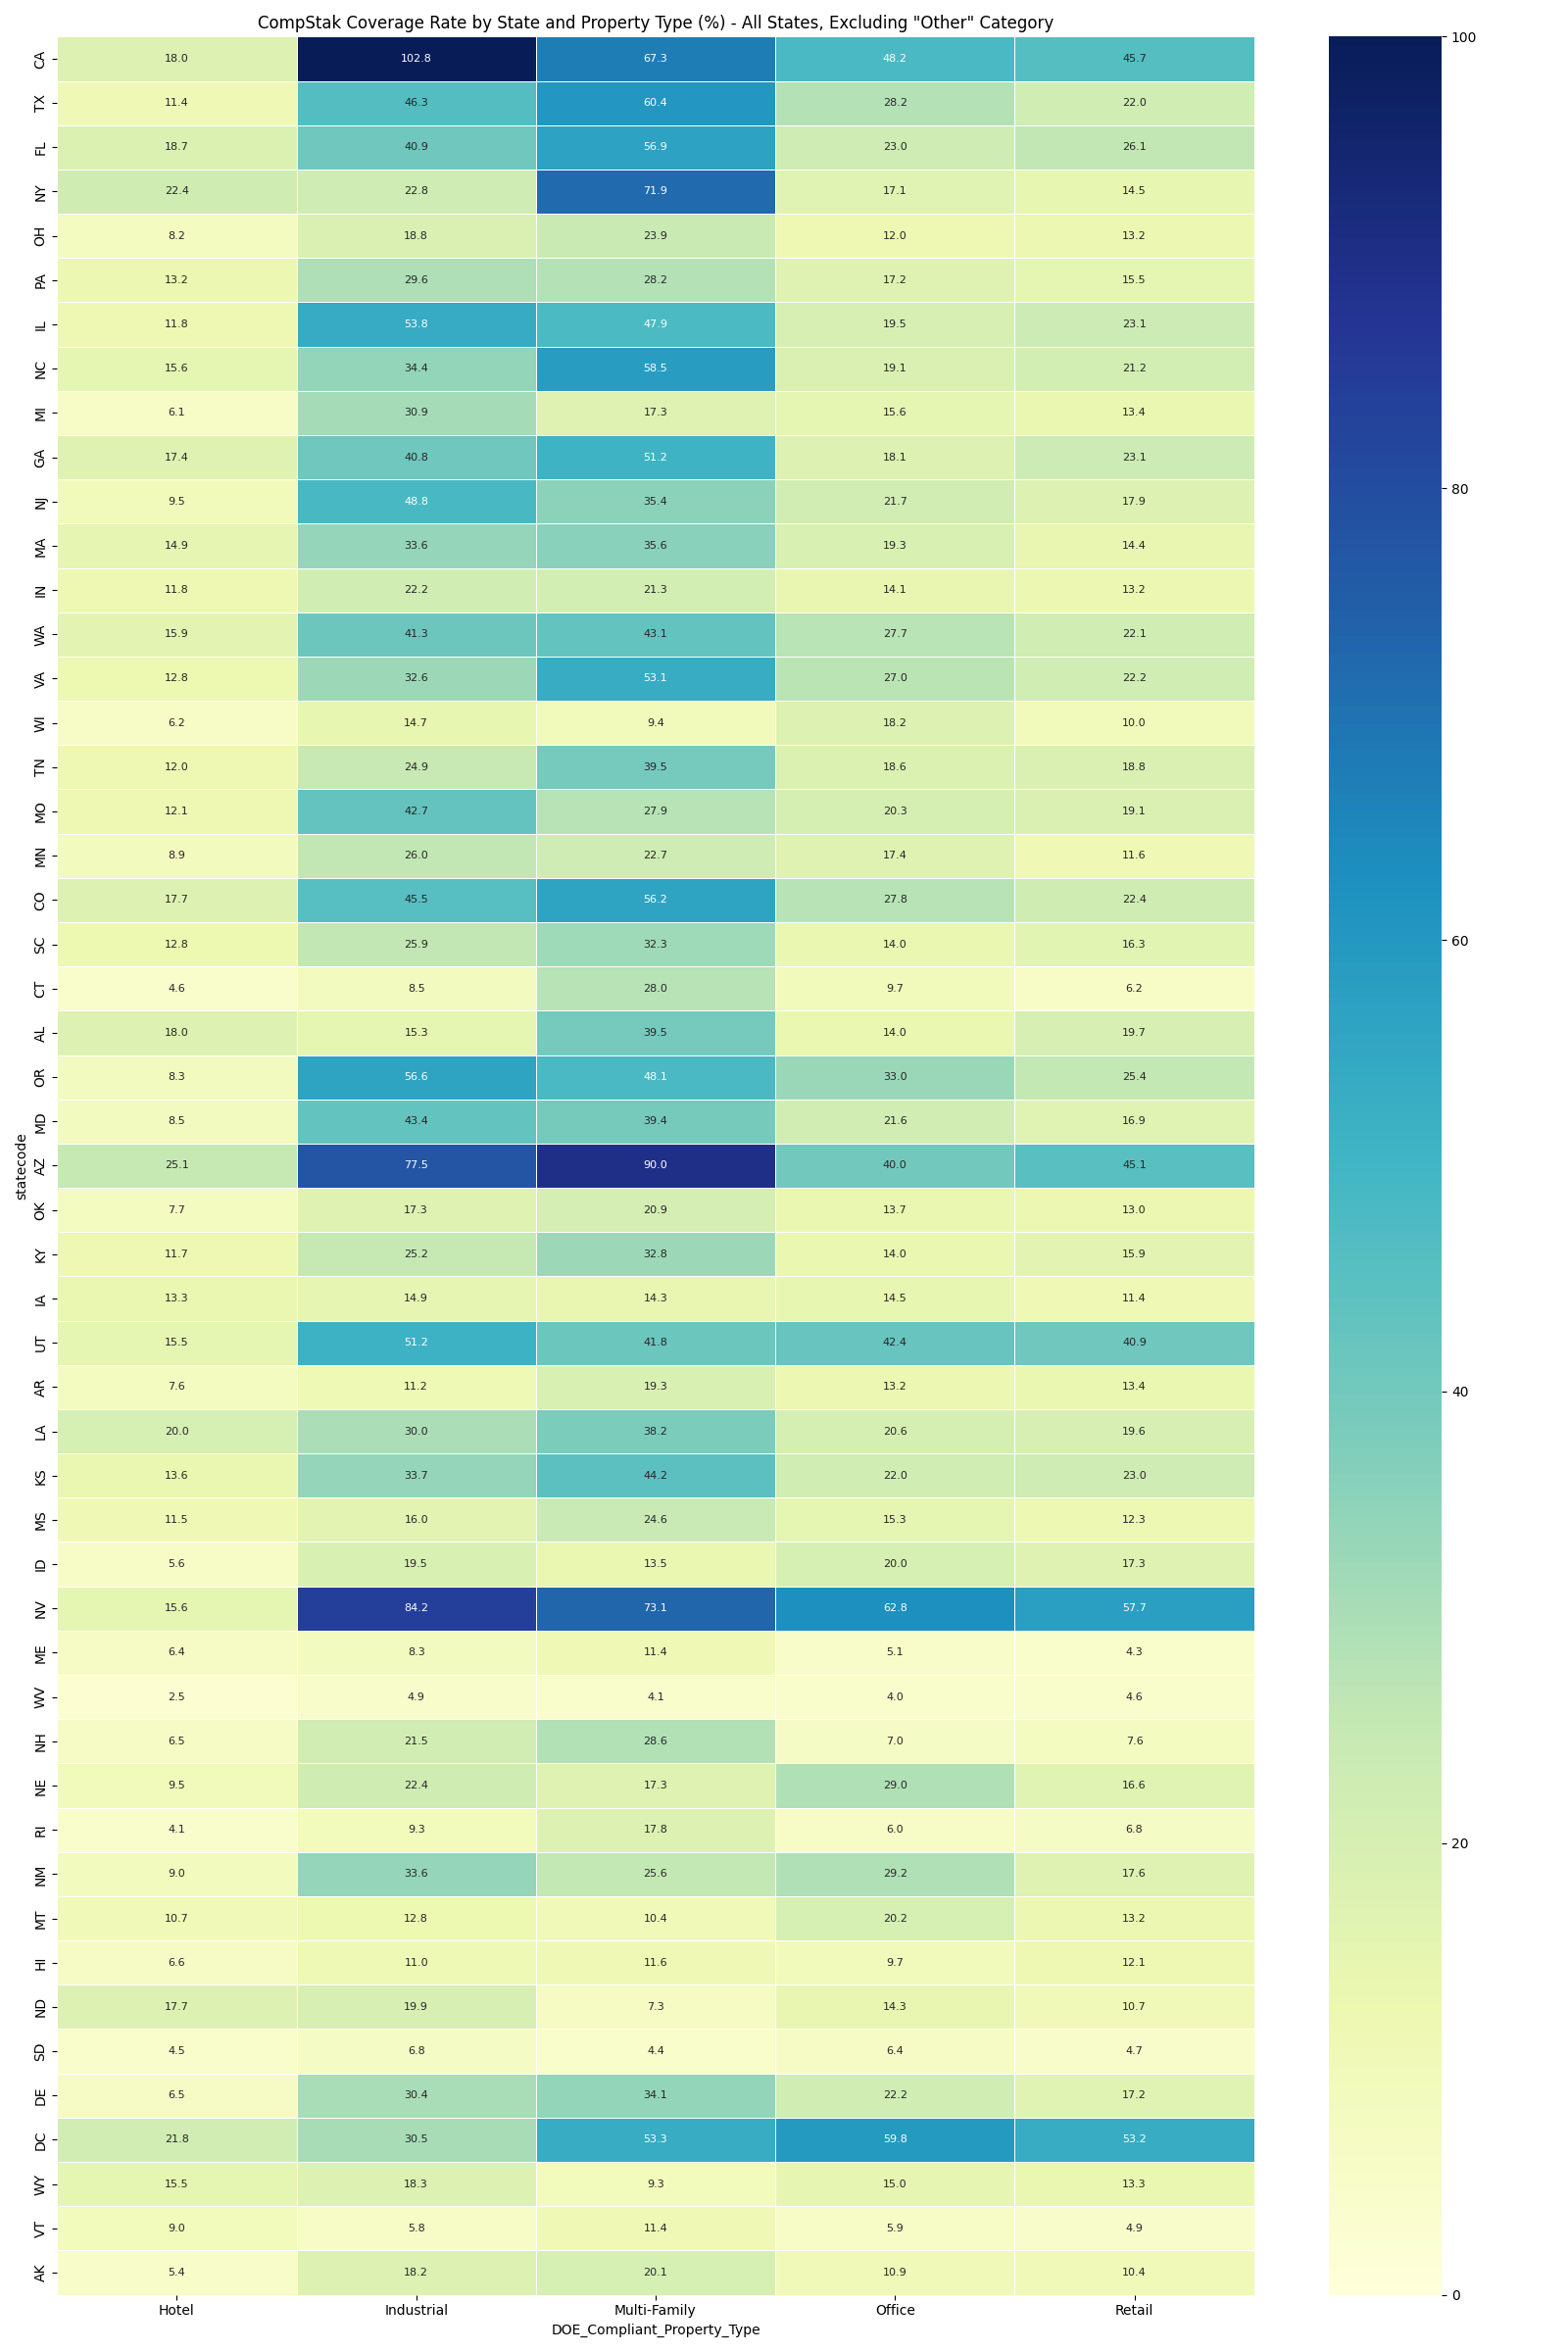 CompStak Coverage Rate by State and Property Type (%) - All States, Excluding "Other" Category
CA 18.0 102.8 67.3 48.2 45.7
TX 11.4 46.3 60.4 28.2 22.0
FL 18.7 40.9 56.9 23.0 26.1
NY 22.4 22.8 71.9 17.1 14.5
OH 8.2 18.8 23.9 12.0 13.2
PA 13.2 29.6 28.2 17.2 15.5
IL 11.8 53.8 47.9 19.5 23.1
NC 15.6 34.4 58.5 19.1 21.2
MI 6.1 30.9 17.3 15.6 13.4
GA 17.4 40.8 51.2 18.1 23.1
NJ 9.5 48.8 35.4 21.7 17.9
MA 14.9 33.6 35.6 19.3 14.4
IN 11.8 22.2 21.3 14.1 13.2
WA 15.9 41.3 43.1 27.7 22.1
VA 12.8 32.6 53.1 27.0 22.2
WI 6.2 14.7 9.4 18.2 10.0
TN 12.0 24.9 39.5 18.6 18.8
MO 12.1 42.7 27.9 20.3 19.1
MN 8.9 26.0 22.7 17.4 11.6
CO 17.7 45.5 56.2 27.8 22.4
SC 12.8 25.9 32.3 14.0 16.3
CT 4.6 8.5 28.0 9.7 6.2
AL 18.0 15.3 39.5 14.0 19.7
OR 8.3 56.6 48.1 33.0 25.4
MD 8.5 43.4 39.4 21.6 16.9
AZ 25.1 77.5 90.0 40.0 45.1
OK 7.7 17.3 20.9 13.7 13.0
KY 11.7 25.2 32.8 14.0 15.9
IA 13.3 14.9 14.3 14.5 11.4
UT 15.5 51.2 41.8 42.4 40.9
AR 7.6 11.2 19.3 13.2 13.4
LA 20.0 30.0 38.2 20.6 19.6
KS 13.6 33.7 44.2 22.0 23.0
MS 11.5 16.0 24.6 15.3 12.3
ID 5.6 19.5 13.5 20.0 17.3
NV 15.6 84.2 73.1 62.8 57.7
ME 6.4 8.3 11.4 5.1 4.3
WV 2.5 4.9 4.1 4.0 4.6
NH 6.5 21.5 28.6 7.0 7.6
NE 9.5 22.4 17.3 29.0 16.6
RI 4.1 9.3 17.8 6.0 6.8
NM 9.0 33.6 25.6 29.2 17.6
MT 10.7 12.8 10.4 20.2 13.2
HI 6.6 11.0 11.6 9.7 12.1
ND 17.7 19.9 7.3 14.3 10.7
SD 4.5 6.8 4.4 6.4 4.7
DE 6.5 30.4 34.1 22.2 17.2
DC 21.8 30.5 53.3 59.8 53.2
WY 15.5 18.3 9.3 15.0 13.3
VT 9.0 5.8 11.4 5.9 4.9
AK 5.4 18.2 20.1 10.9 10.4
statecode
Hotel Industrial Multi-Family Office Retail
DOE_Compliant_Property_Type
100
80
60
40
20
0